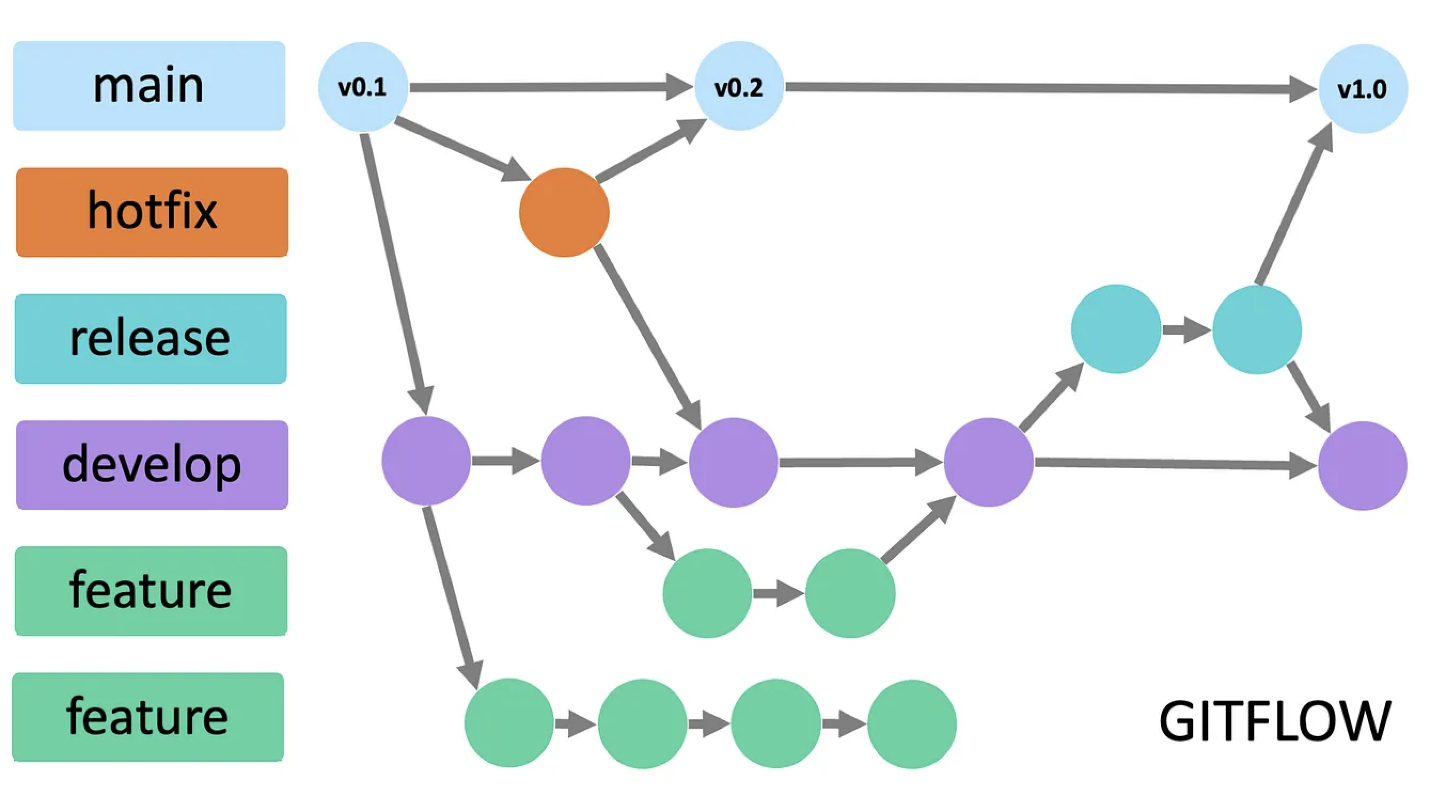 main
v0.1
v0.2
v1.0
hotfix
release
develop
feature
feature
GITFLOW